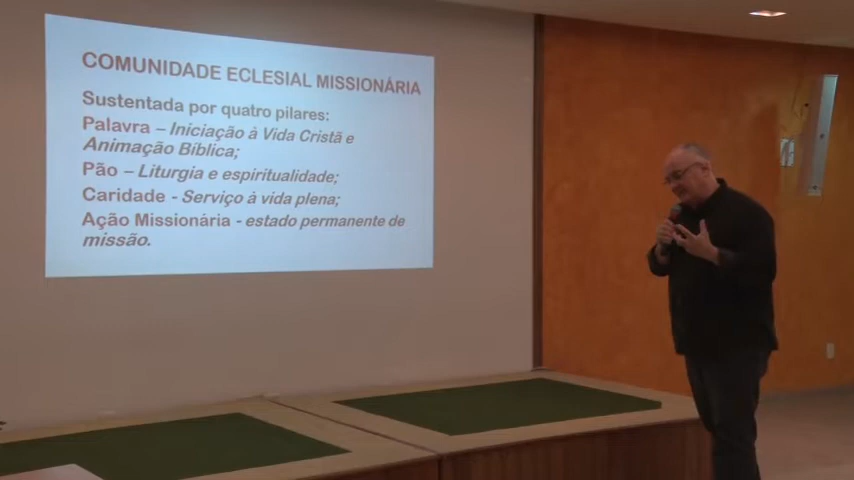 COMUNIDADE ECLESIAL MISSIONÁRIA
Sustentada por quatro pilares:
Palavra – Iniciação à Vida Cristã e
Animação Bíblica;
Pão – Liturgia e espiritualidade;
Caridade - Serviço à vida plena;
Ação Missionária - estado permanente de
missão.